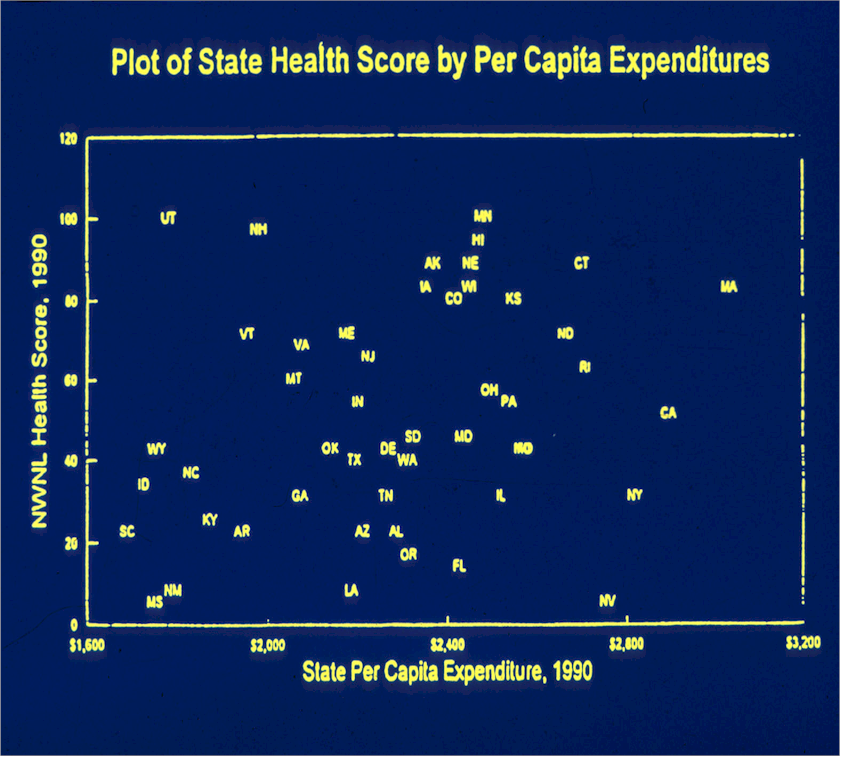 Plot of State Health Score by Per Capita Expenditures
120
UT
MN
100
NH
HI
AK NE CT
IA WI MA
CO KS
80
VT ME ND
VA
NJ
RI
MT
60
OH
IN PA
CA
SD MD
WY OK DE
TX WA
40
NC
ID
GA TN IL NY
KY
SC AR AZ AL
20
OR
FL
NM LA
MS NV
0
$1,600 $2,000 $2,400 $2,800 $3,200
NWNL Health Score, 1990
State Per Capita Expenditure, 1990